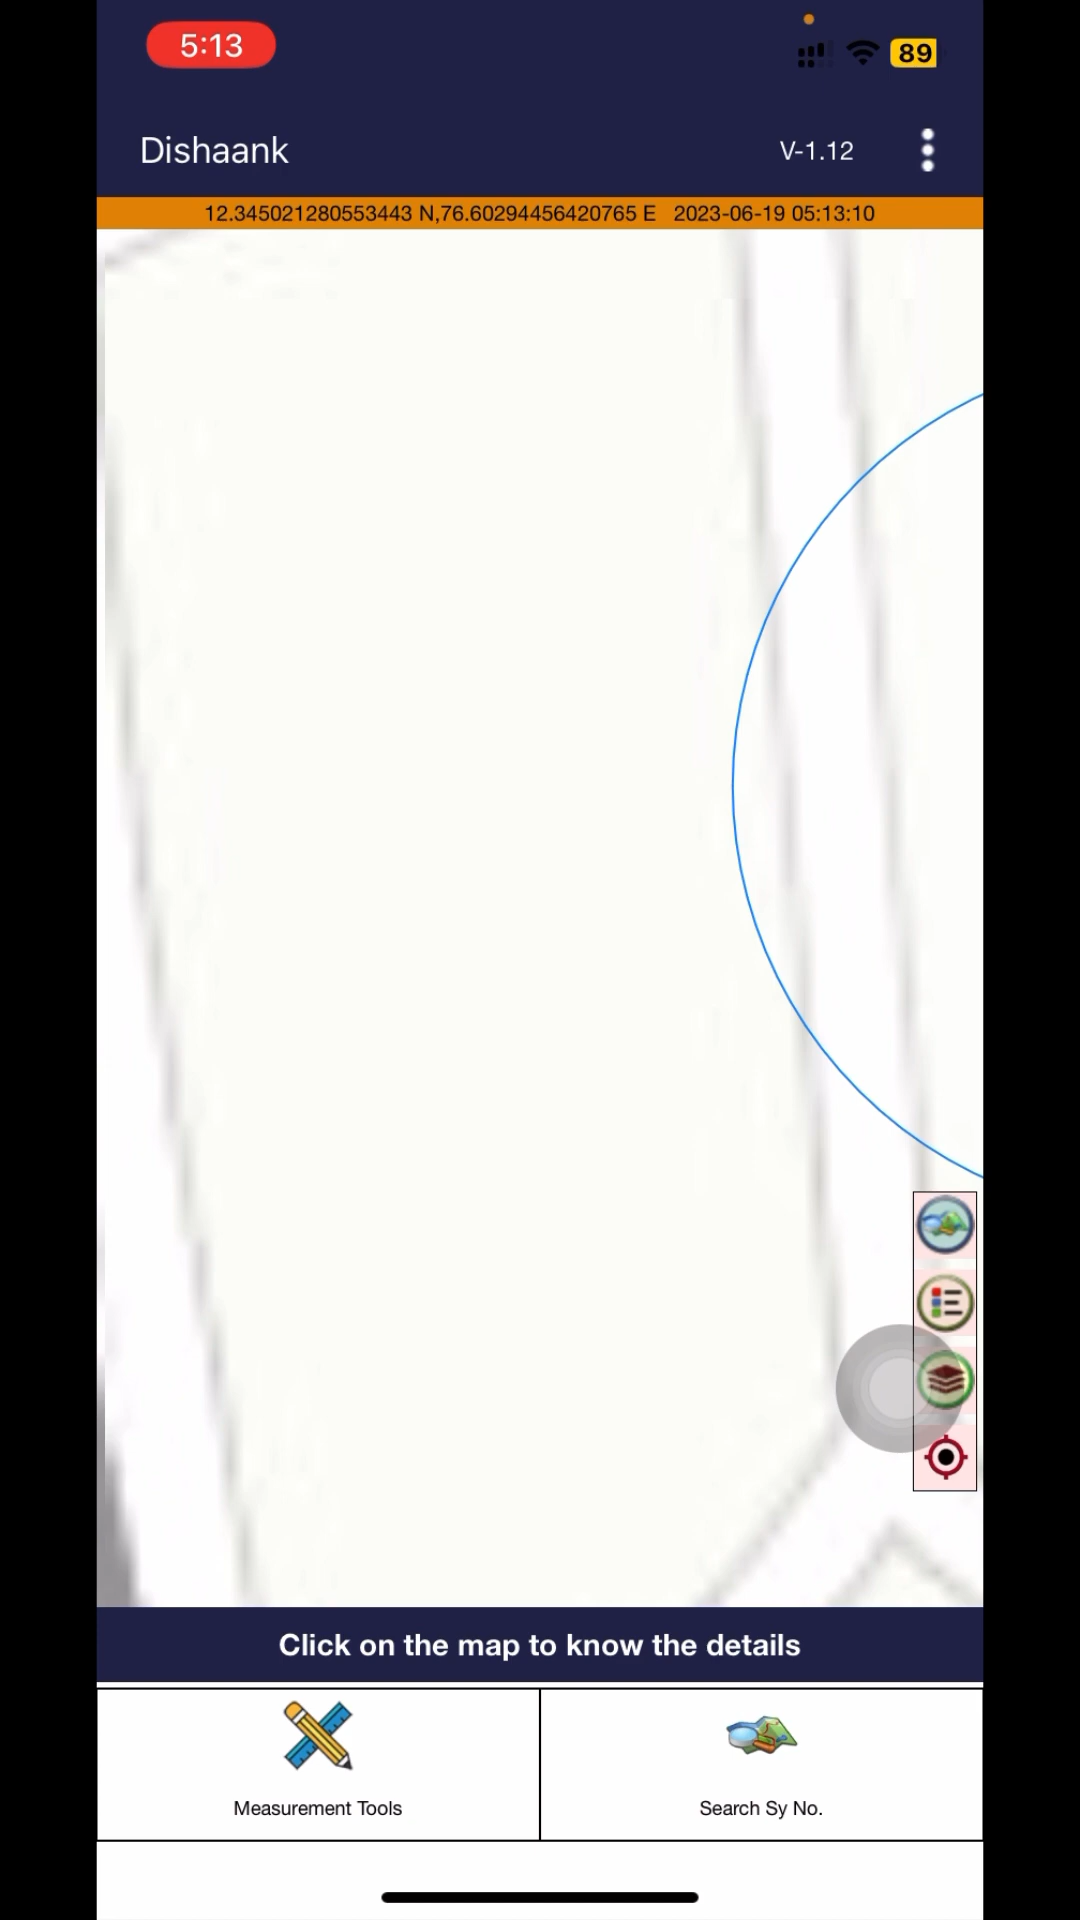 5:13
89
Dishaank
V-1.12
12.345021280553443 N,76.60294456420765 E 2023-06-19 05:13:10
Click on the map to know the details
Measurement Tools
Search Sy No.